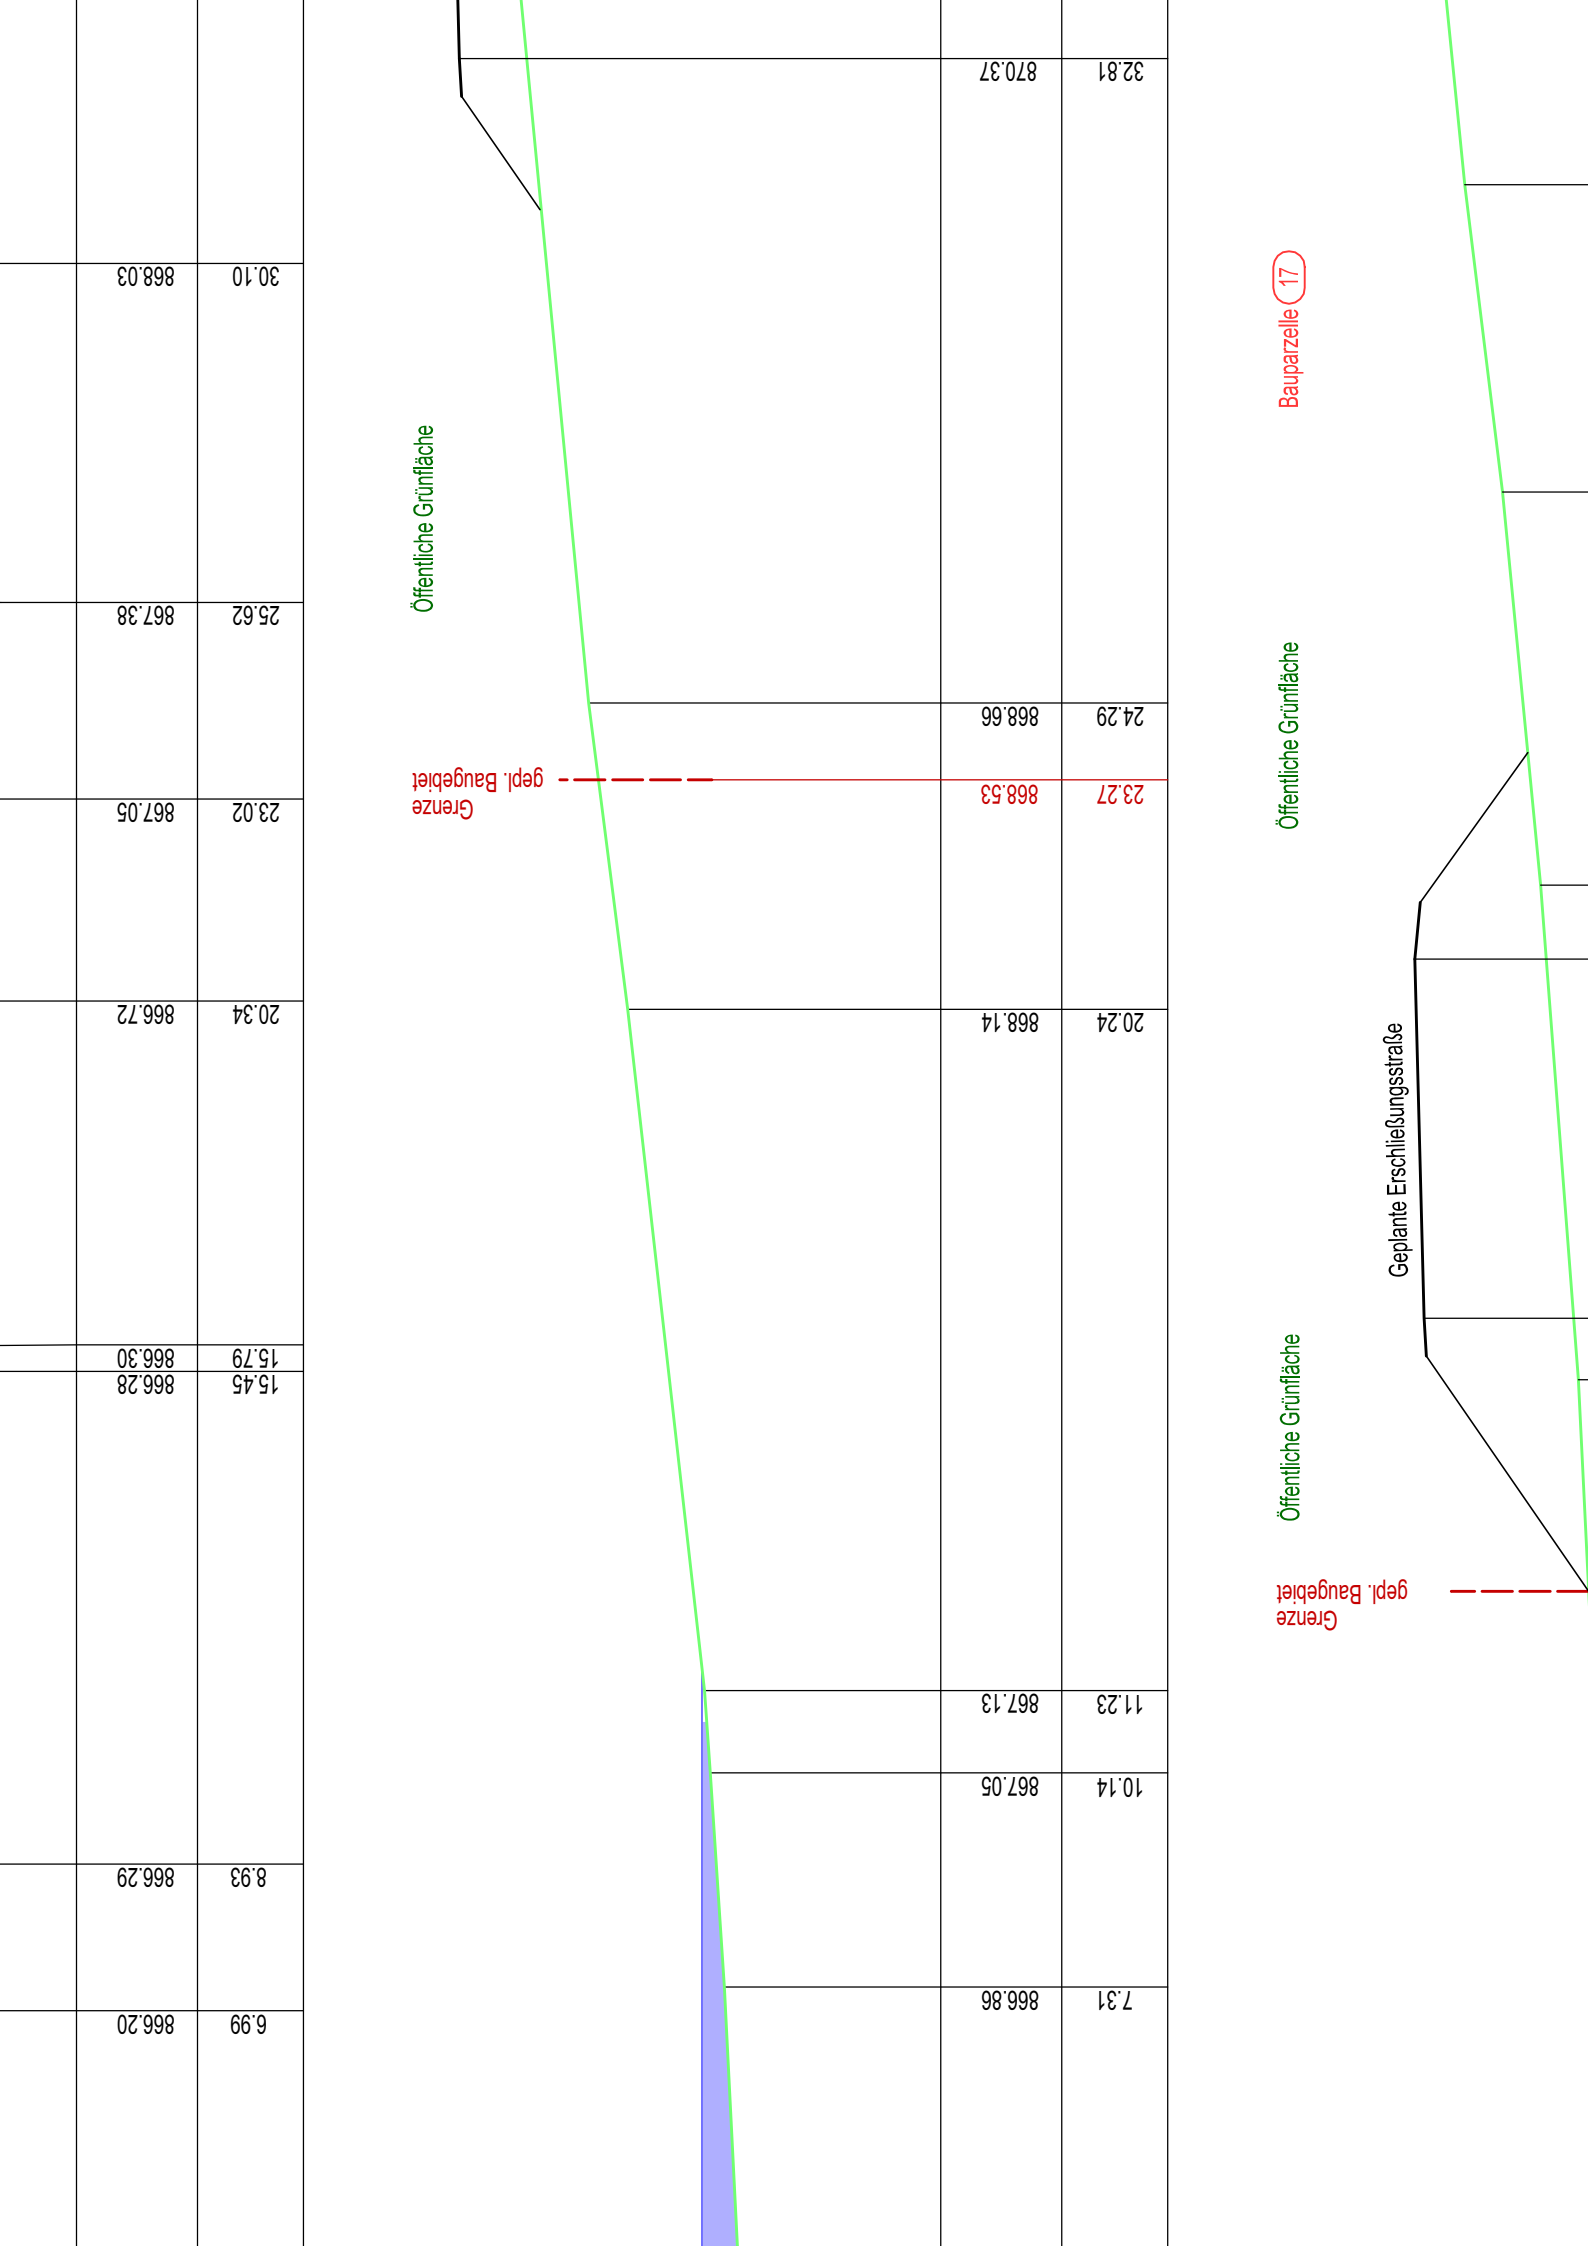 868.03 30.10
867.38 25.62
867.05 23.02
866.72 20.34
866.30 15.79
866.28 15.45
866.29 8.93
866.20 6.99
Öffentliche Grünfläche
Grenze
gepl. Baugebiet
870.37 32.81
868.66 24.29
868.53 23.27
868.14 20.24
867.13 11.23
867.05 10.14
866.86 7.31
Bauparzelle 17
Öffentliche Grünfläche
Geplante Erschließungsstraße
Öffentliche Grünfläche
Grenze
gepl. Baugebiet